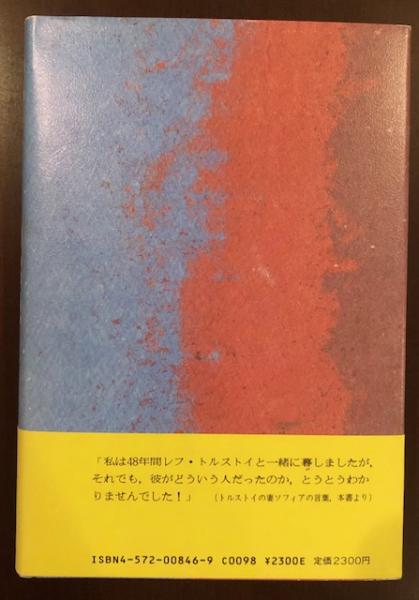 「私は48年間レフ・トルストイと一緒に暮しましたが,
それでも, 彼がどういう人だったのか, とうとうわか
りませんでした!」 (トルストイの妻ソフィアの言葉, 本書より)
ISBN4-572-00846-9 C0098 ¥2300E 定価2300円